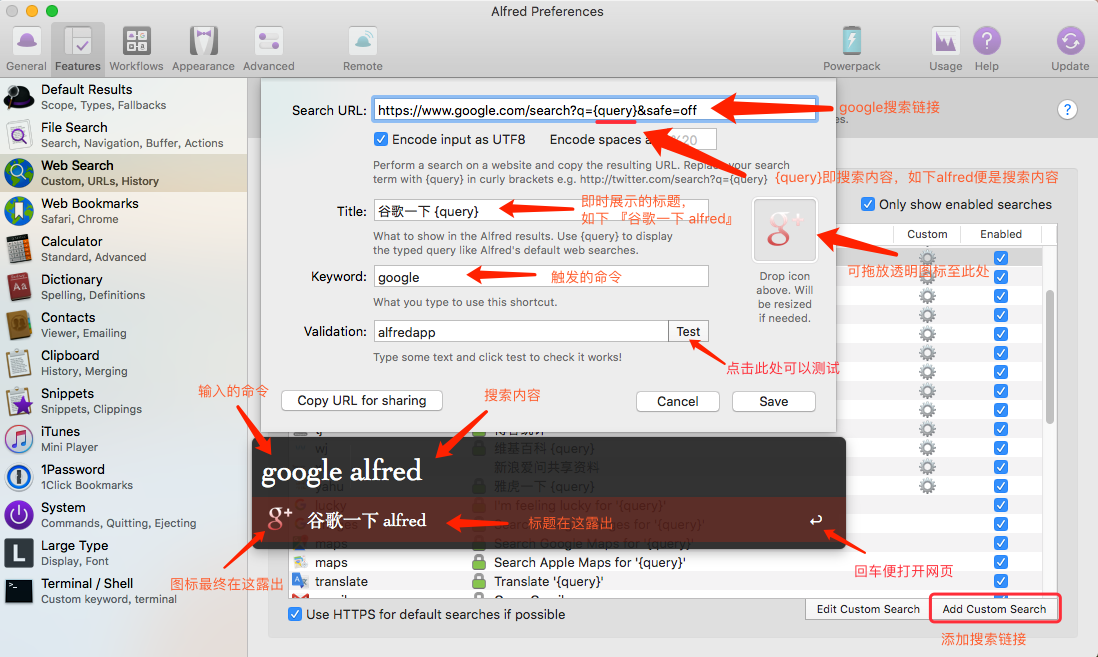 Alfred Preferences
General
Features
Workflows
Appearance
Advanced
Remote
Powerpack
Usage
Help
Update
Default Results
Scope, Types, Fallbacks
File Search
Search, Navigation, Buffer, Actions
Web Search
Custom, URLs, History
Web Bookmarks
Safari, Chrome
Calculator
Standard, Advanced
Dictionary
Spelling, Definitions
Contacts
Viewer, Emailing
Clipboard
History, Merging
Snippets
Snippets, Clippings
iTunes
Mini Player
1Password
1Click Bookmarks
System
Commands, Quitting, Ejecting
Large Type
Display, Font
Terminal / Shell
Custom keyword, terminal
Search URL: https://www.google.com/search?q={query}&safe=off
google搜索链接
es.
?
Encode input as UTF8
Encode spaces a
%20
Perform a search on a website and copy the resulting URL. Replace your search
term with {query} in curly brackets e.g. http://twitter.com/search?q={query}
{query}即搜索内容，如下alfred便是搜索内容
Title: 谷歌一下 {query}
即时展示的标题，
如下 『谷歌一下 alfred』
What to show in the Alfred results. Use {query} to display
the typed query like Alfred's default web searches.
Only show enabled searches
Custom
Enabled
g+
可拖放透明图标至此处
Keyword: google
触发的命令
Drop icon
above. Will
be resized
if needed.
What you type to use this shortcut.
Validation: alfredapp
Test
Type some text and click test to check it works!
点击此处可以测试
输入的命令
搜索内容
Copy URL for sharing
Cancel
Save
wj
维基百科 {query}
新浪爱问共享资料
google alfred
yahu
雅虎一下 {query}
lucky
I'm feeling lucky for '{query}'
g+ 谷歌一下 alfred
标题在这露出
↩
maps
Search Google Maps for '{query}'
maps
Search Apple Maps for '{query}'
translate
Translate '{query}'
图标最终在这露出
回车便打开网页
Use HTTPS for default searches if possible
Edit Custom Search
Add Custom Search
添加搜索链接